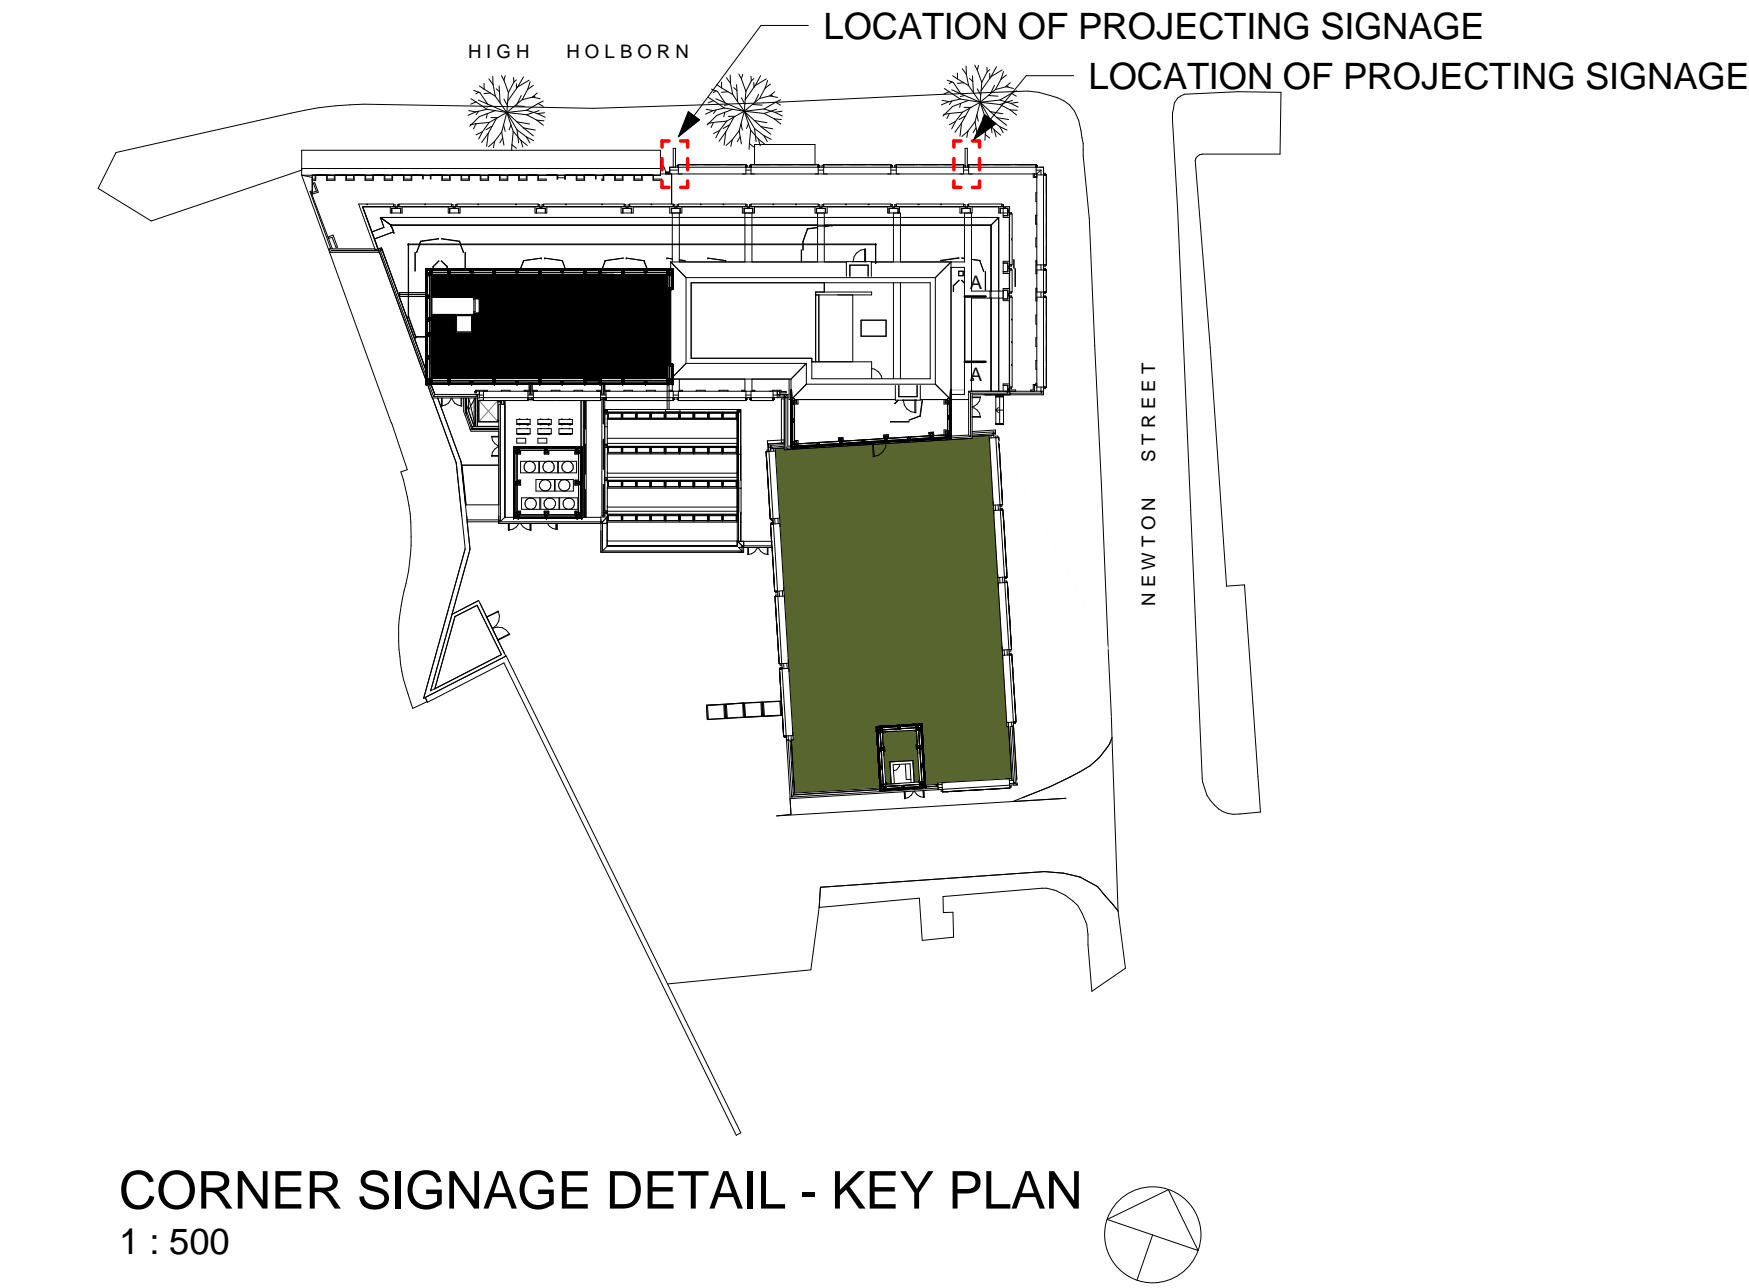 LOCATION OF PROJECTING SIGNAGE
HIGH HOLBORN
LOCATION OF PROJECTING SIGNAGE
A
A
NEWTON STREET
CORNER SIGNAGE DETAIL - KEY PLAN
1 : 500